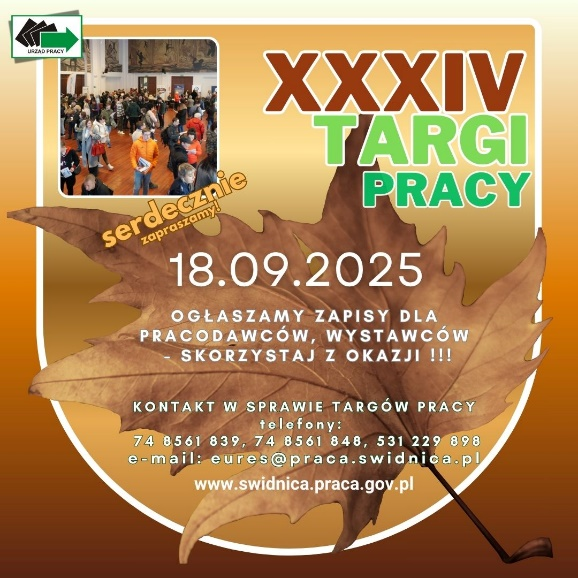 URZĄD PRACY
XXXIV
TARGI
PRACY
serdecznie
zapraszamy!
18.09.2025
OGŁASZAMY ZAPISY DLA
PRACODAWCÓW, WYSTAWCÓW
- SKORZYSTAJ Z OKAZJI !!!
KONTAKT W SPRAWIE TARGÓW PRACY
telefony:
74 8561 839, 74 8561 848, 531 229 898
e-mail: eures@praca.swidnica.pl
www.swidnica.praca.gov.pl